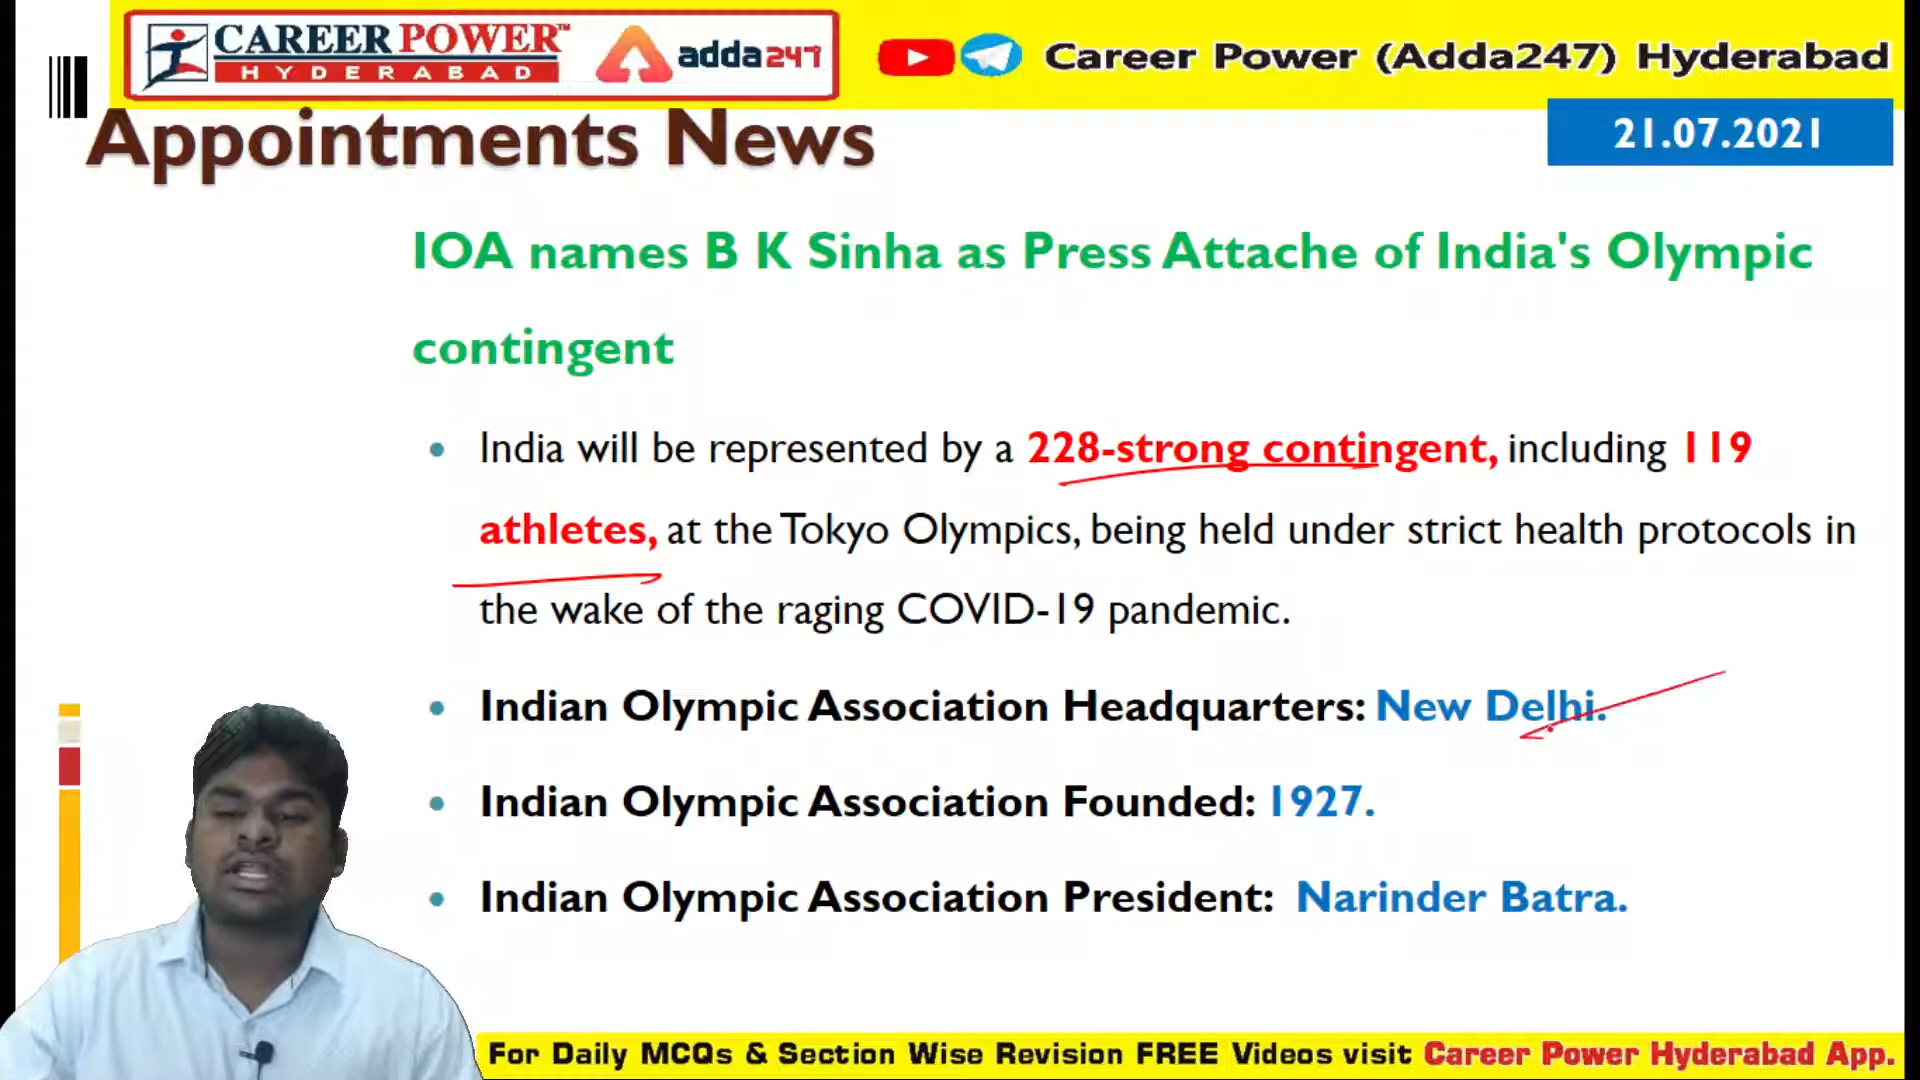 CAREER POWER™
HYDERABAD
adda247
Career Power (Adda247) Hyderabad
Appointments News
21.07.2021
IOA names B K Sinha as Press Attache of India's Olympic
contingent
• India will be represented by a 228-strong contingent, including 119
athletes, at the Tokyo Olympics, being held under strict health protocols in
the wake of the raging COVID-19 pandemic.
• Indian Olympic Association Headquarters: New Delhi.
• Indian Olympic Association Founded: 1927.
• Indian Olympic Association President: Narinder Batra.
For Daily MCQs & Section Wise Revision FREE Videos visit Career Power Hyderabad App.